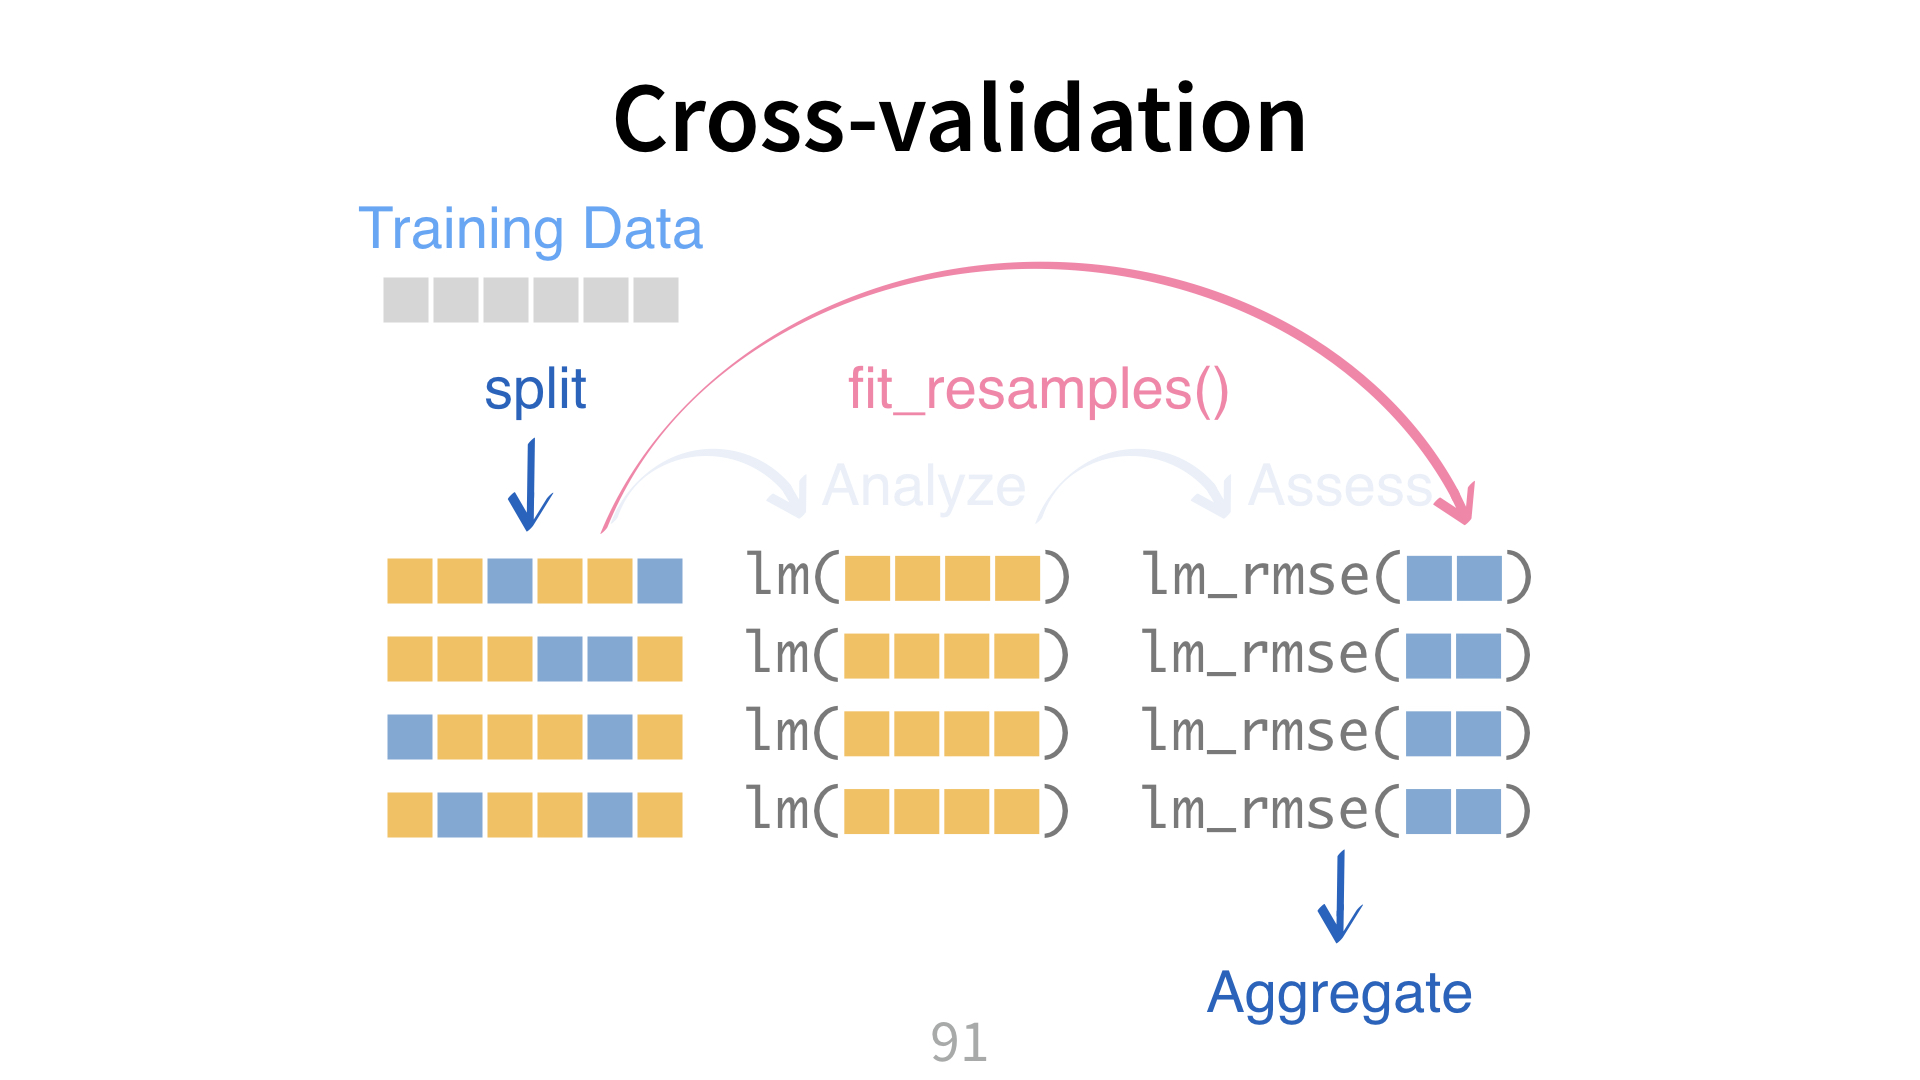 Cross-validation
Training Data
split
fit_resamples()
Analyze
Assess
lm( ) lm_rmse( )
lm( ) lm_rmse( )
lm( ) lm_rmse( )
lm( ) lm_rmse( )
Aggregate
91